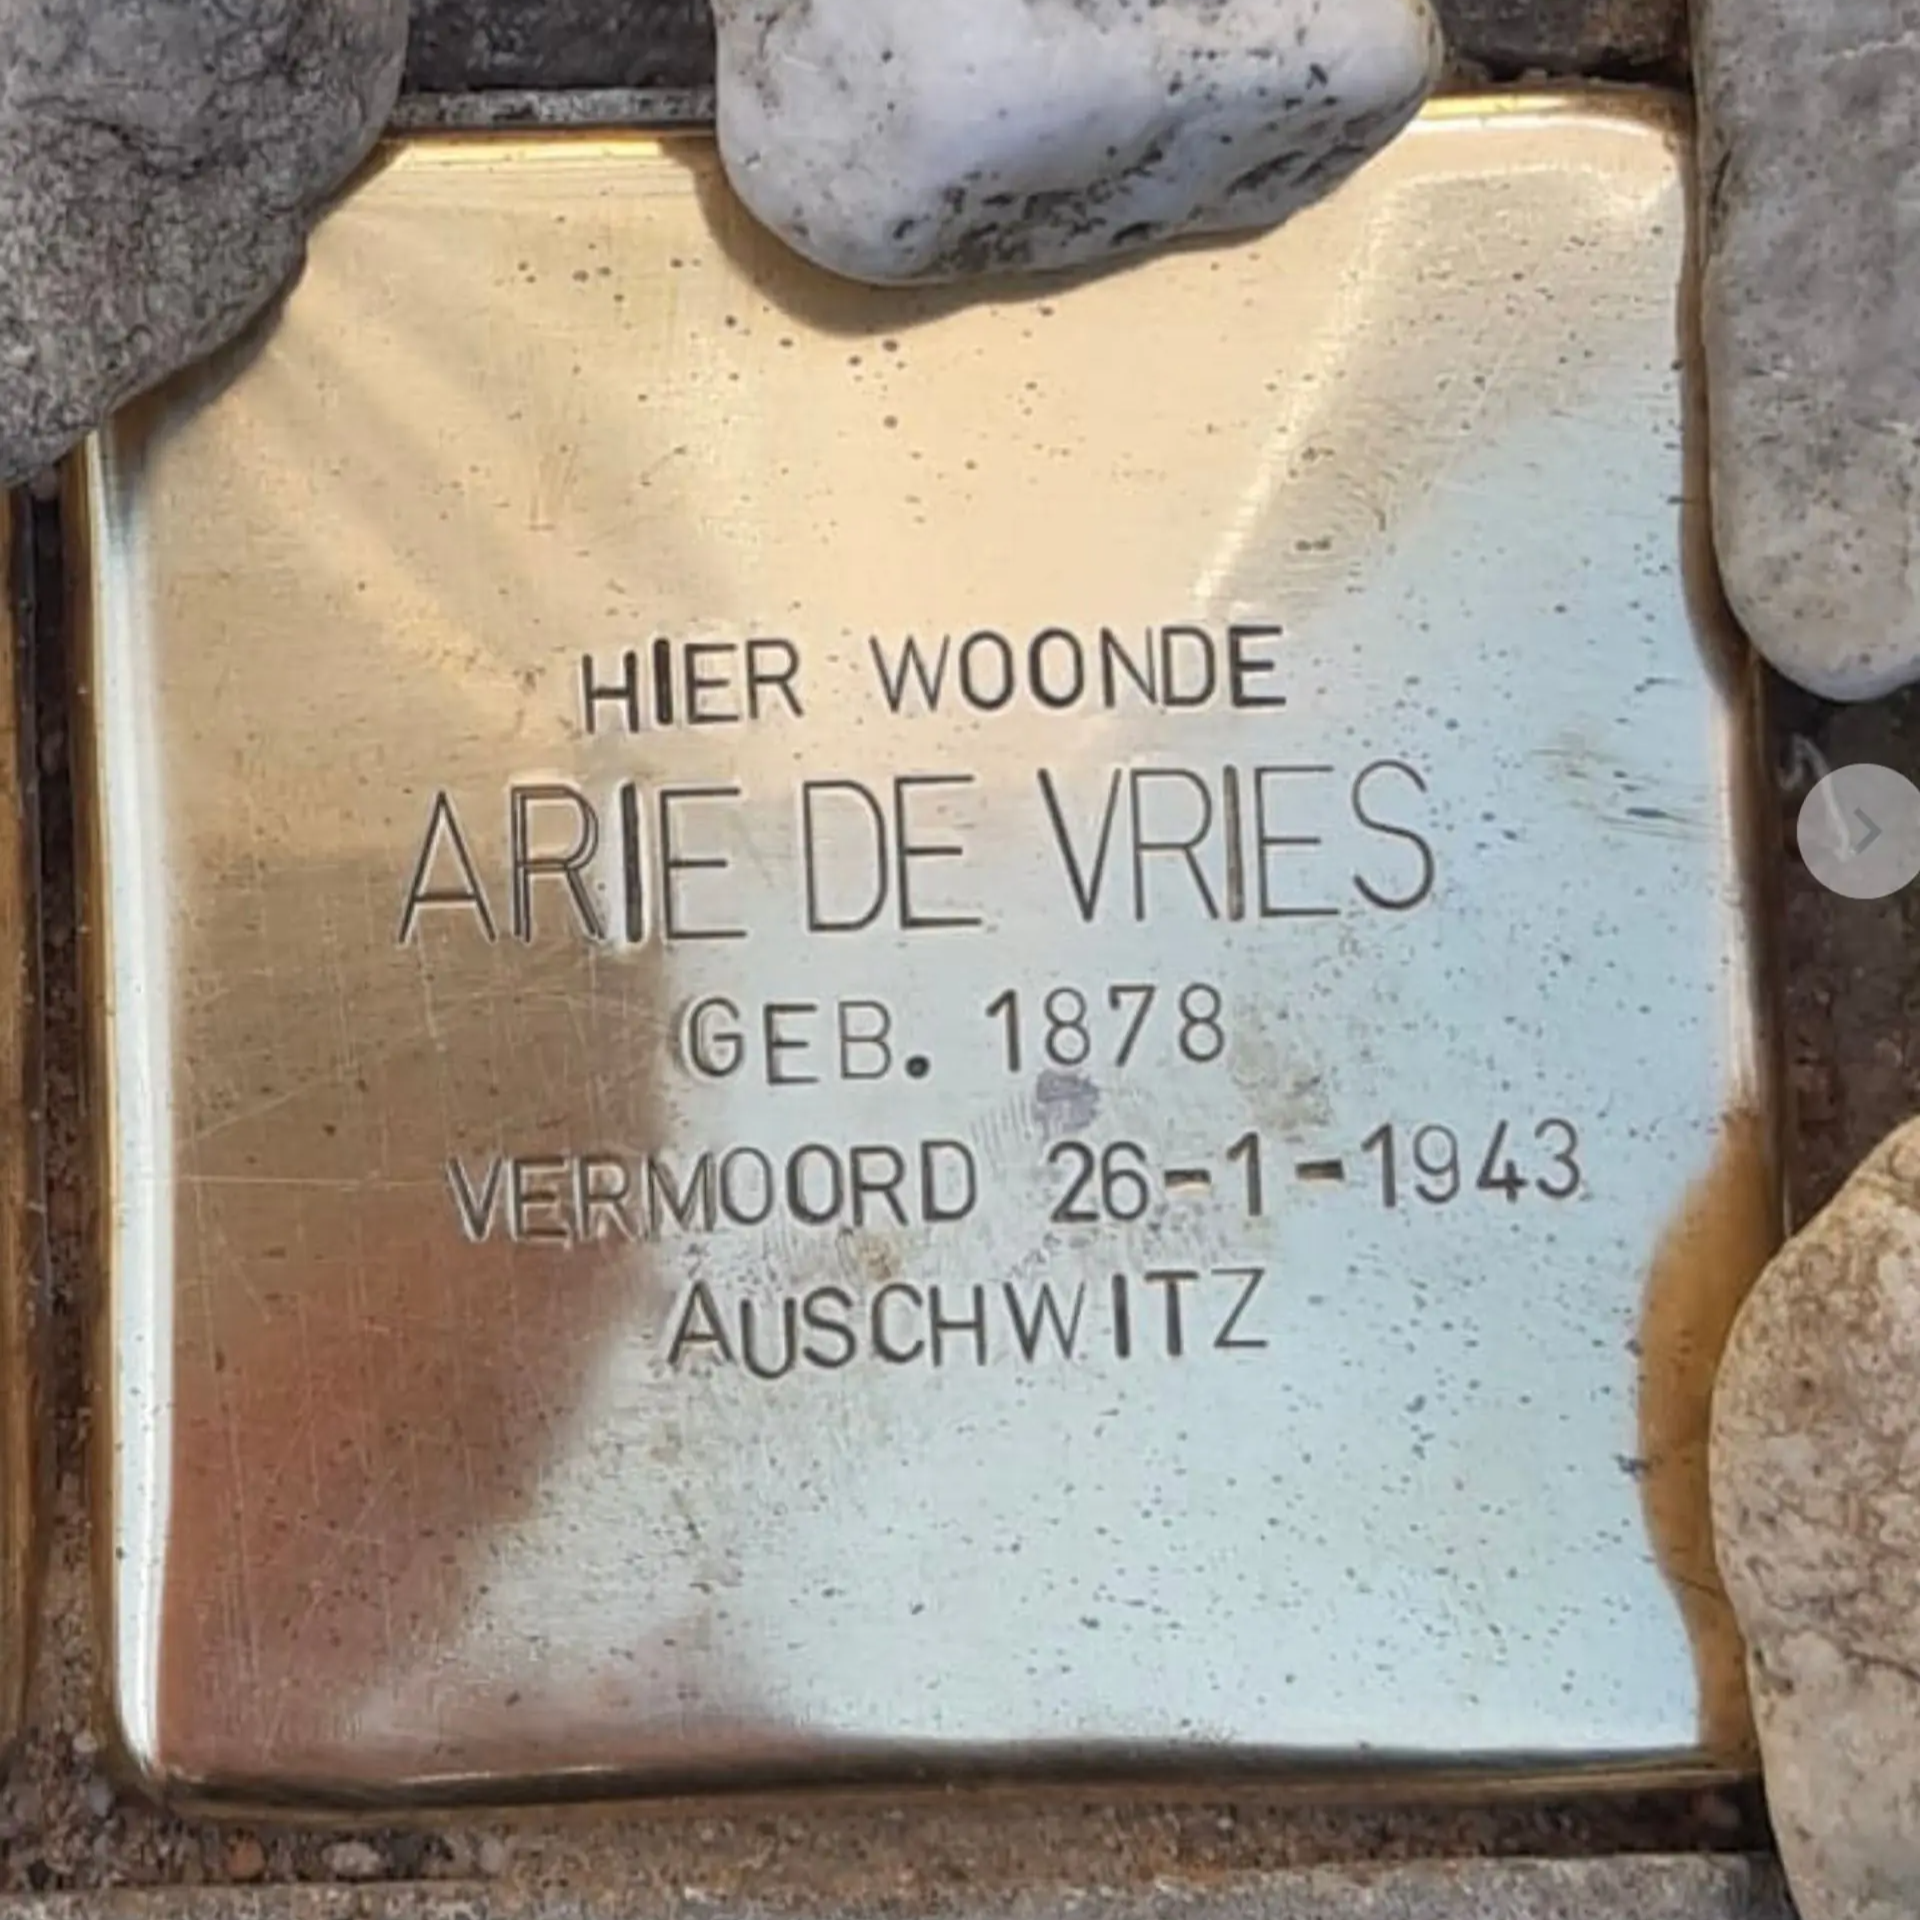 HIER WOONDE
ARIE DE VRIES
GEB. 1878
VERMOORD 26-1-1943
AUSCHWITZ